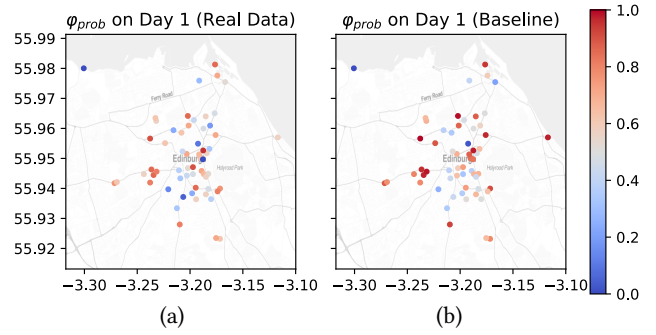 φprob on Day 1 (Real Data)
φprob on Day 1 (Baseline)
55.99
55.98
55.97
55.96
55.95
55.94
55.93
55.92
Ferry Road
Edinburgh
Holyrood Park
−3.30 −3.25 −3.20 −3.15 −3.10
Ferry Road
Holyrood Park
−3.30 −3.25 −3.20 −3.15 −3.10
1.0
0.8
0.6
0.4
0.2
0.0
(a)
(b)